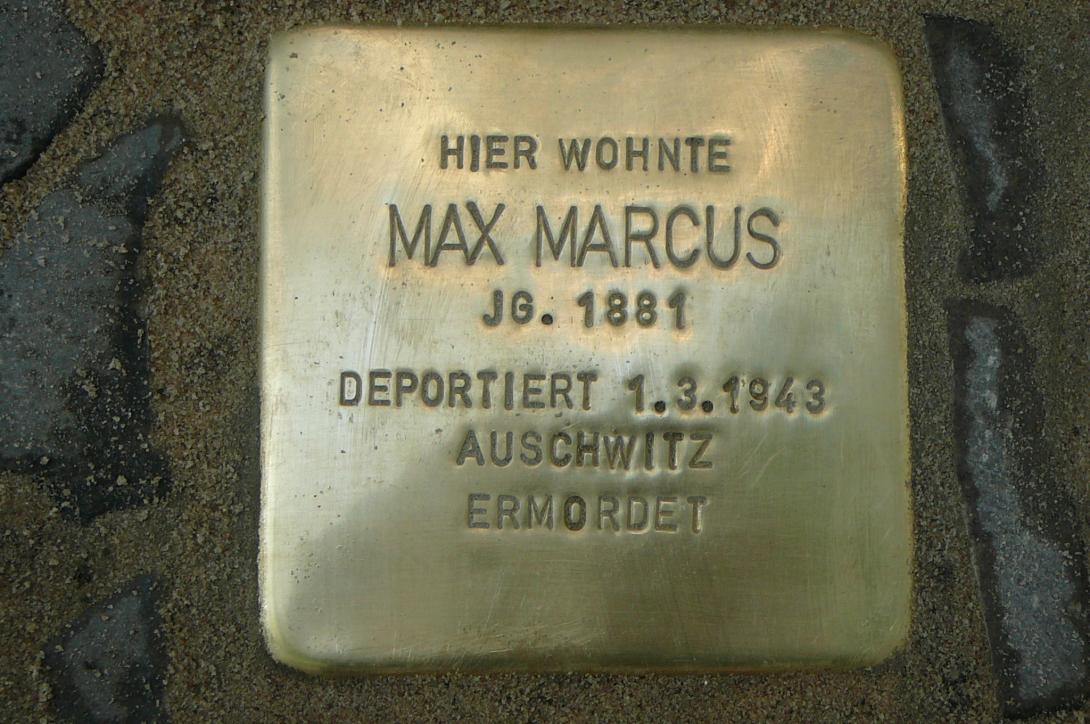 HIER WOHNTE
MAX MARCUS
JG. 1881
DEPORTIERT 1.3.1943
AUSCHWITZ
ERMORDET